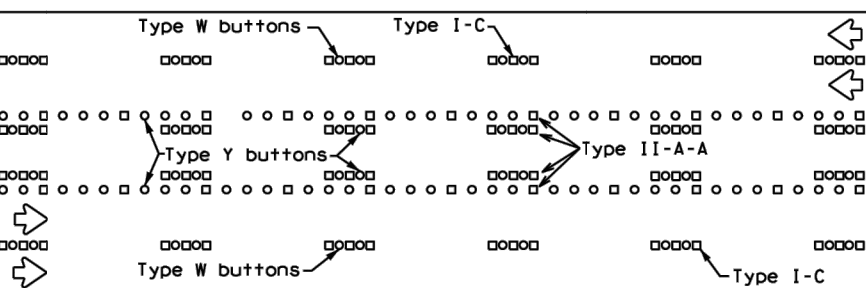 Type W buttons
Type I-C
Type Y buttons
Type II-A-A
Type W buttons
Type I-C